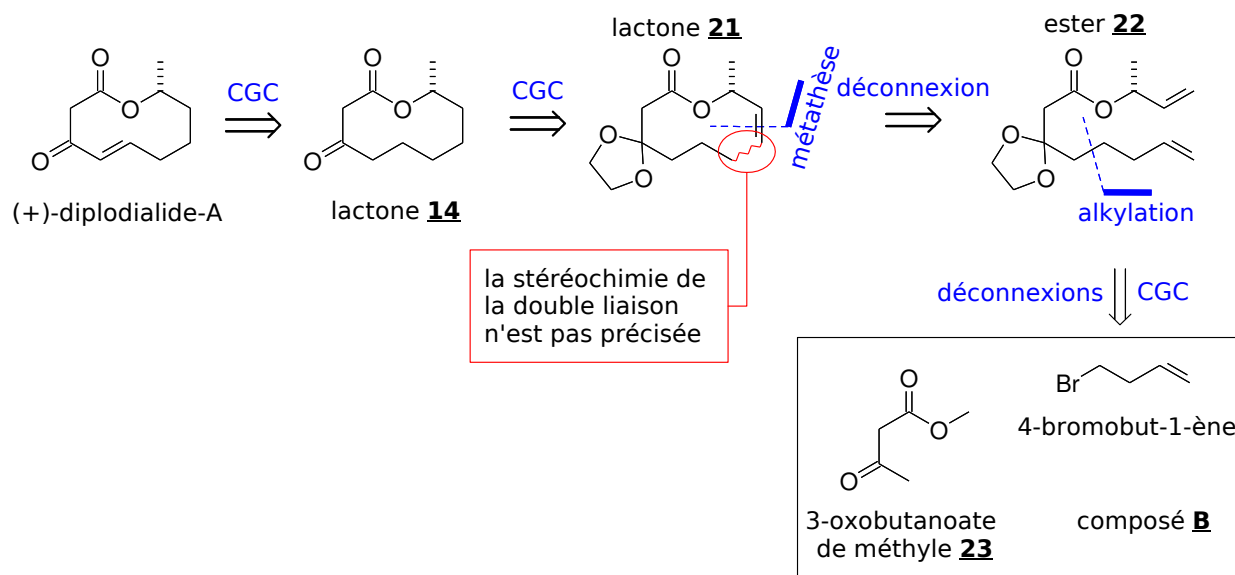 lactone 21
ester 22
CGC
CGC
métathèse
déconnexion
O
O
O
(+)-diplodialide-A
O
O
O
lactone 14
O
O
O
O
O
O
O
O
alkylation
la stéréochimie de
la double liaison
n'est pas précisée
déconnexions
CGC
O
O
O
3-oxobutanoate
de méthyle 23
Br
4-bromobut-1-ène
composé B